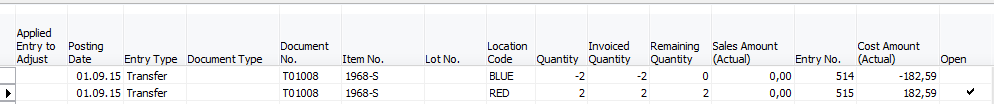 Applied Entry to Adjust Posting Date Entry Type Document Type Document No. Item No. Lot No. Location Code Quantity Invoiced Quantity Remaining Quantity Sales Amount (Actual) Entry No. Cost Amount (Actual) Open
01.09.15 Transfer T01008 1968-S BLUE -2 -2 0 0,00 514 -182,59
01.09.15 Transfer T01008 1968-S RED 2 2 2 0,00 515 182,59